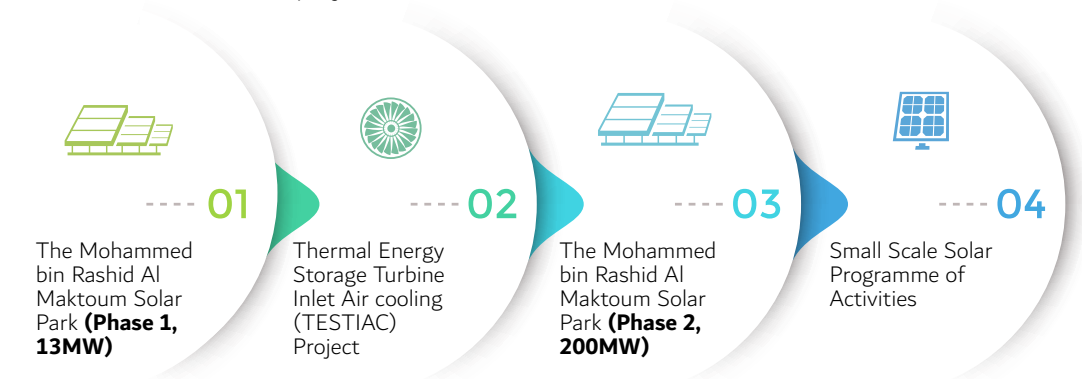 01
The Mohammed
bin Rashid Al
Maktoum Solar
Park (Phase 1,
13MW)
02
Thermal Energy
Storage Turbine
Inlet Air cooling
(TESTIAC)
Project
03
The Mohammed
bin Rashid Al
Maktoum Solar
Park (Phase 2,
200MW)
04
Small Scale Solar
Programme of
Activities